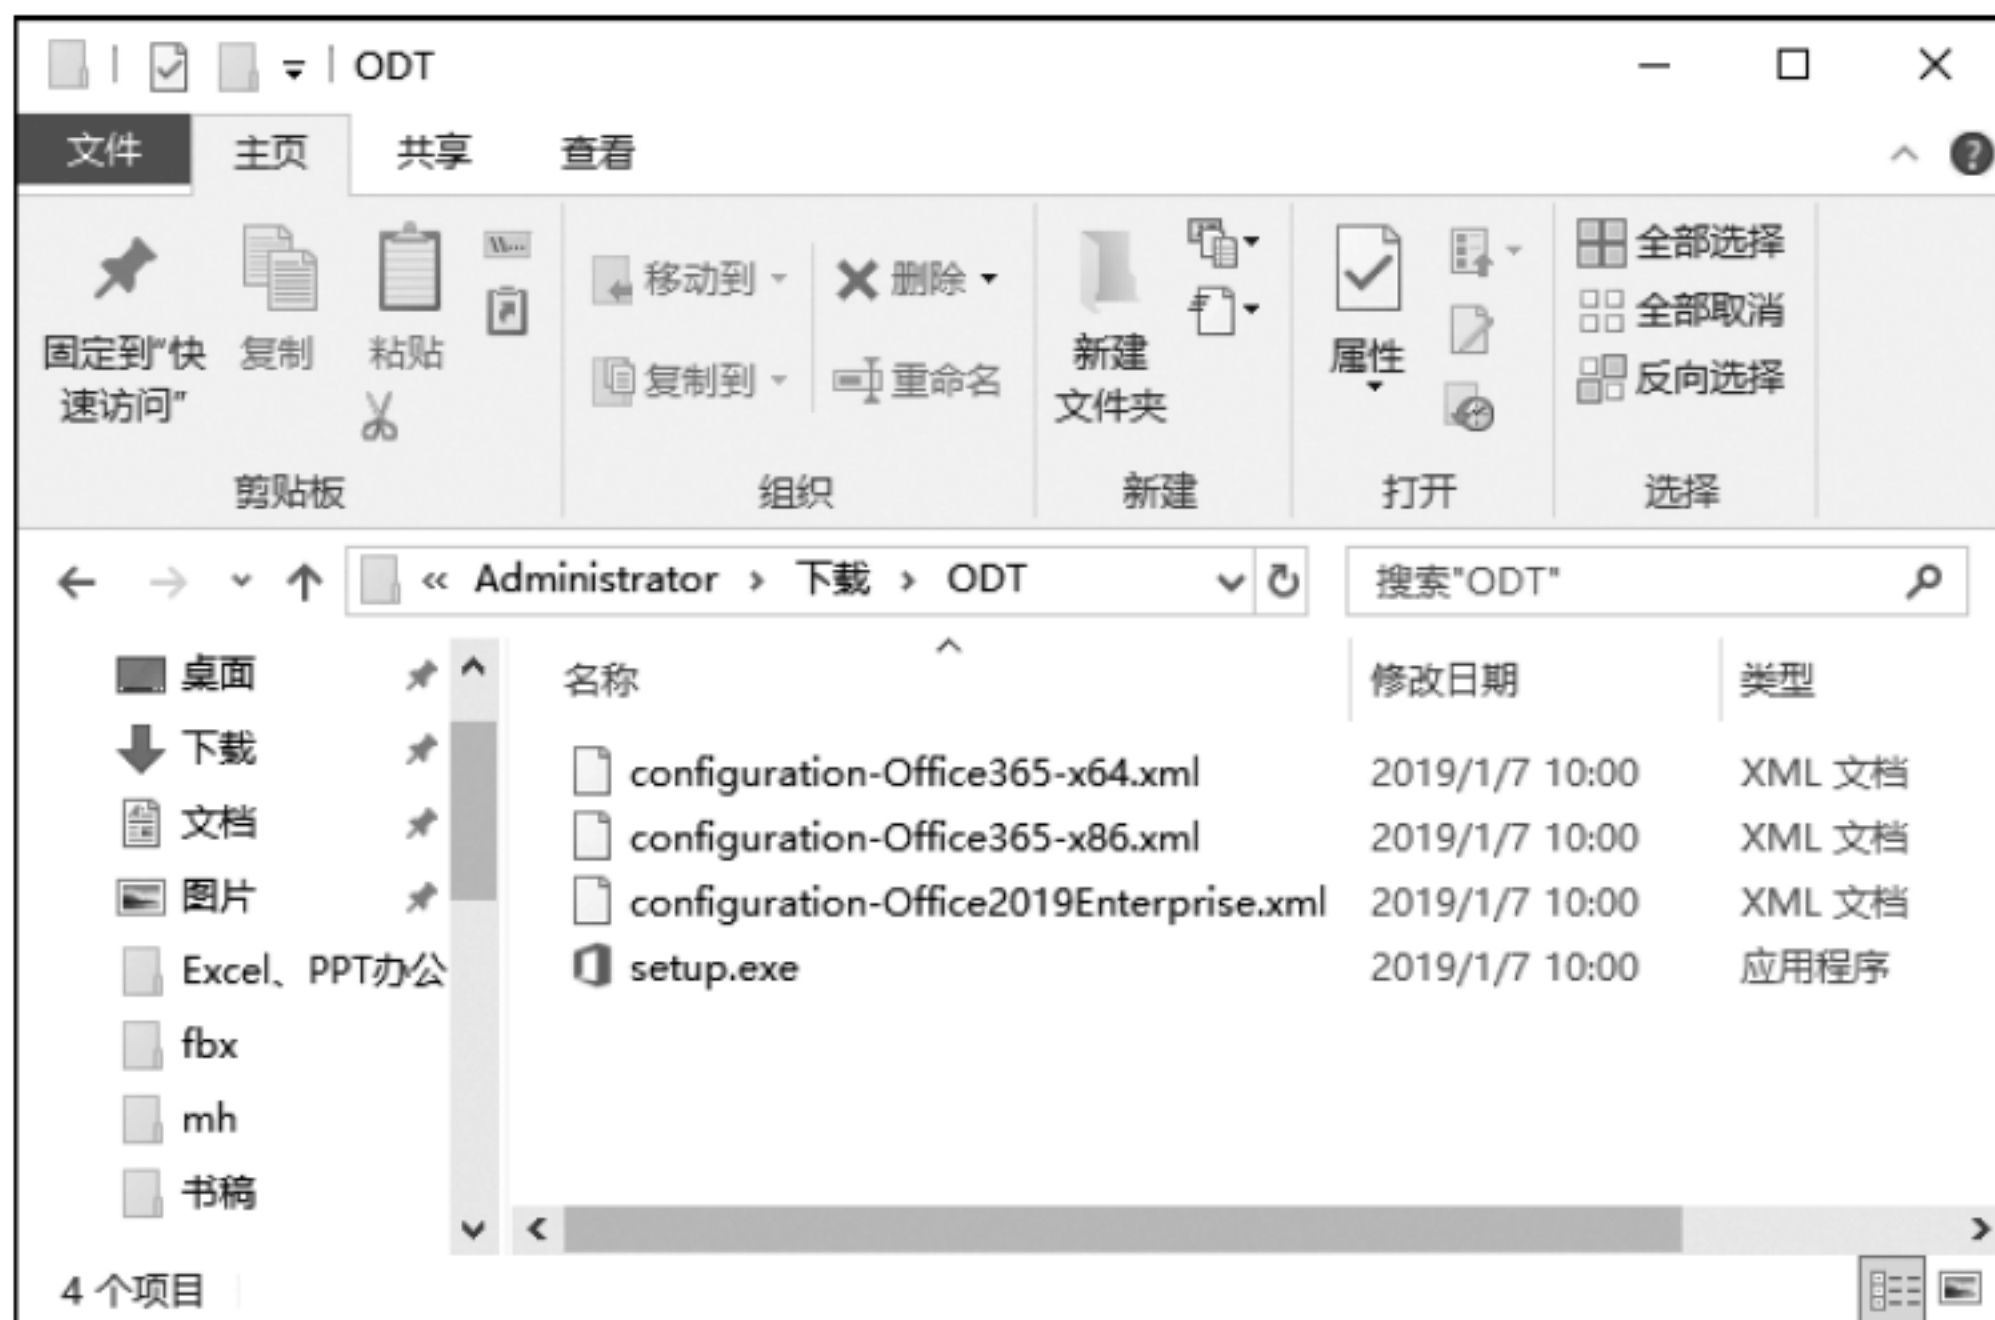 ODT
文件 主页 共享 查看
固定到"快
速访问"
复制
粘贴
剪贴板
移动到
复制到
删除
重命名
组织
新建
文件夹
新建
属性
打开
全部选择
全部取消
反向选择
选择
« Administrator › 下载 › ODT
搜索"ODT"
桌面
下载
文档
图片
Excel、PPT办公
fbx
mh
书稿
名称 修改日期 类型
configuration-Office365-x64.xml 2019/1/7 10:00 XML 文档
configuration-Office365-x86.xml 2019/1/7 10:00 XML 文档
configuration-Office2019Enterprise.xml 2019/1/7 10:00 XML 文档
setup.exe 2019/1/7 10:00 应用程序
4 个项目